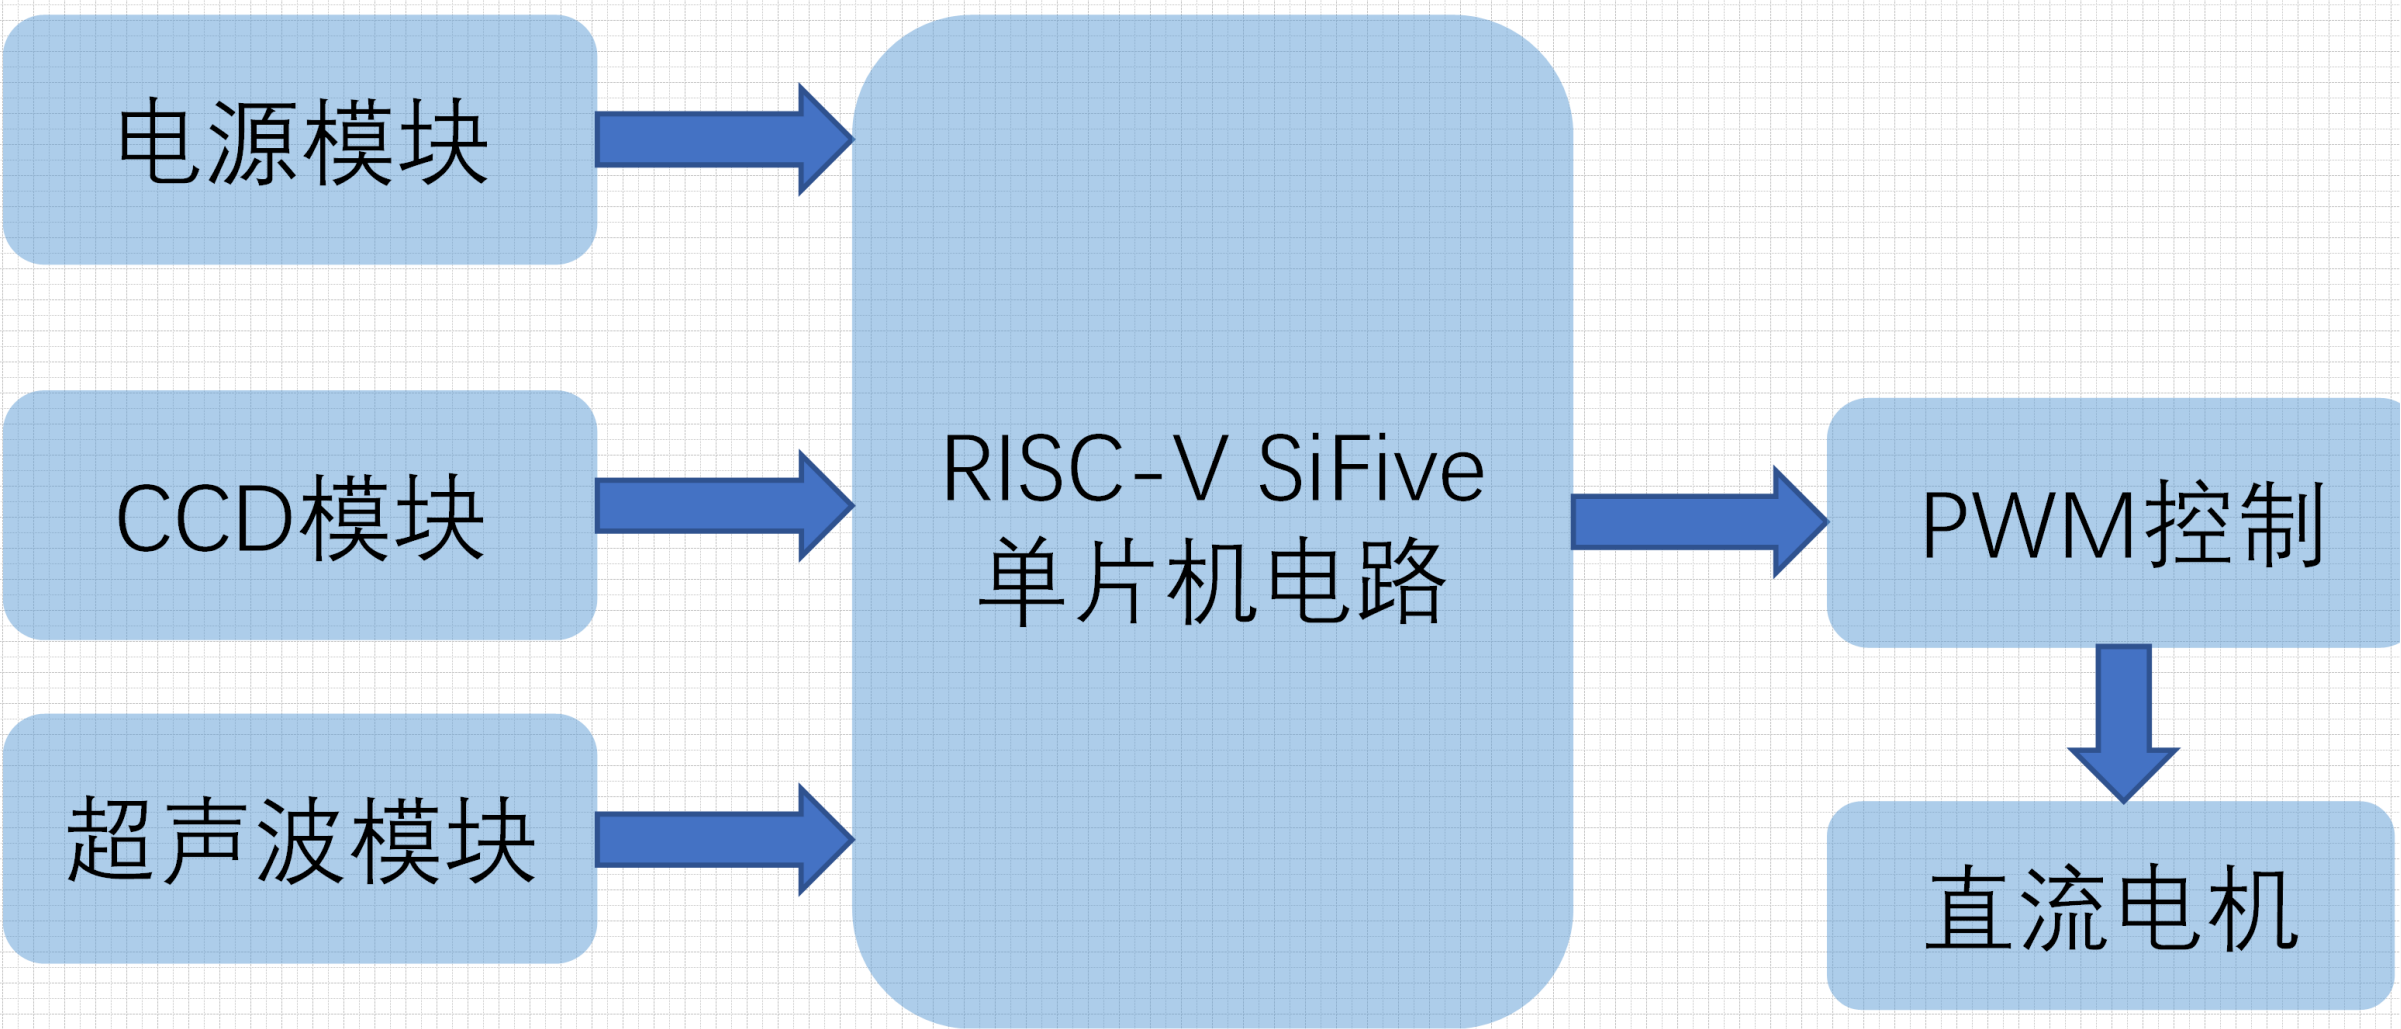 电源模块
CCD模块
超声波模块
RISC-V SiFive
单片机电路
PWM控制
直流电机